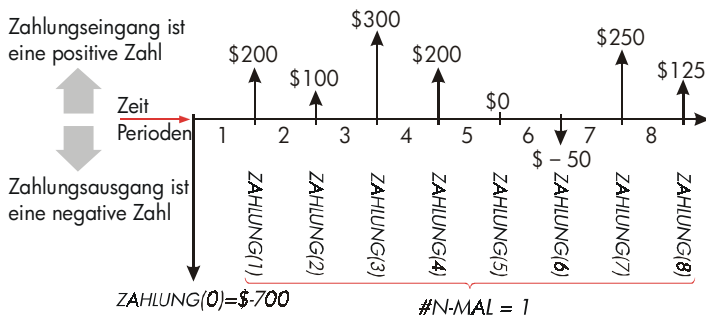 Zahlungseingang ist
eine positive Zahl
$200
$100
$300
$200
$0
$ – 50
$250
$125
Zeit
Perioden
1 2 3 4 5 6 7 8
Zahlungsausgang ist
eine negative Zahl
ZAHLUNG(1)
ZAHLUNG(2)
ZAHLUNG(3)
ZAHLUNG(4)
ZAHLUNG(5)
ZAHLUNG(6)
ZAHLUNG(7)
ZAHLUNG(8)
ZAHLUNG(0)=$-700
#N-MAL = 1